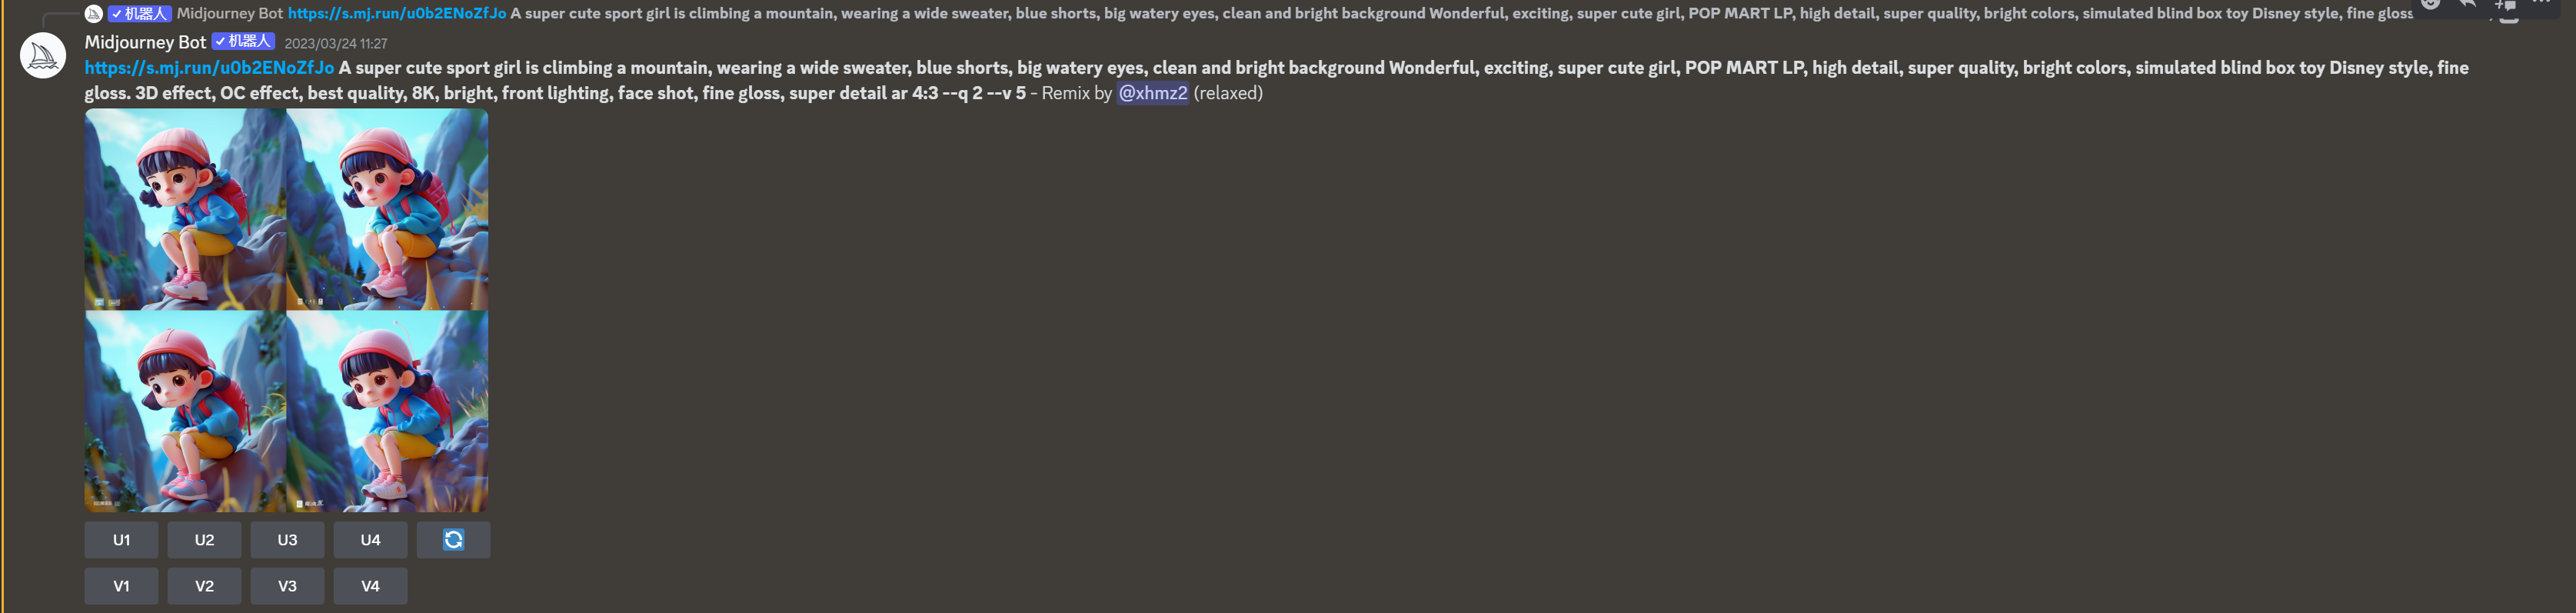 机器人 Midjourney Bot https://s.mj.run/u0b2ENoZfJo A super cute sport girl is climbing a mountain, wearing a wide sweater, blue shorts, big watery eyes, clean and bright background Wonderful, exciting, super cute girl, POP MART LP, high detail, super quality, bright colors, simulated blind box toy Disney style, fine gloss
Midjourney Bot 机器人 2023/03/24 11:27
https://s.mj.run/u0b2ENoZfJo A super cute sport girl is climbing a mountain, wearing a wide sweater, blue shorts, big watery eyes, clean and bright background Wonderful, exciting, super cute girl, POP MART LP, high detail, super quality, bright colors, simulated blind box toy Disney style, fine
gloss. 3D effect, OC effect, best quality, 8K, bright, front lighting, face shot, fine gloss, super detail ar 4:3 --q 2 --v 5 - Remix by @xhmz2 (relaxed)
U1 U2 U3 U4
V1 V2 V3 V4